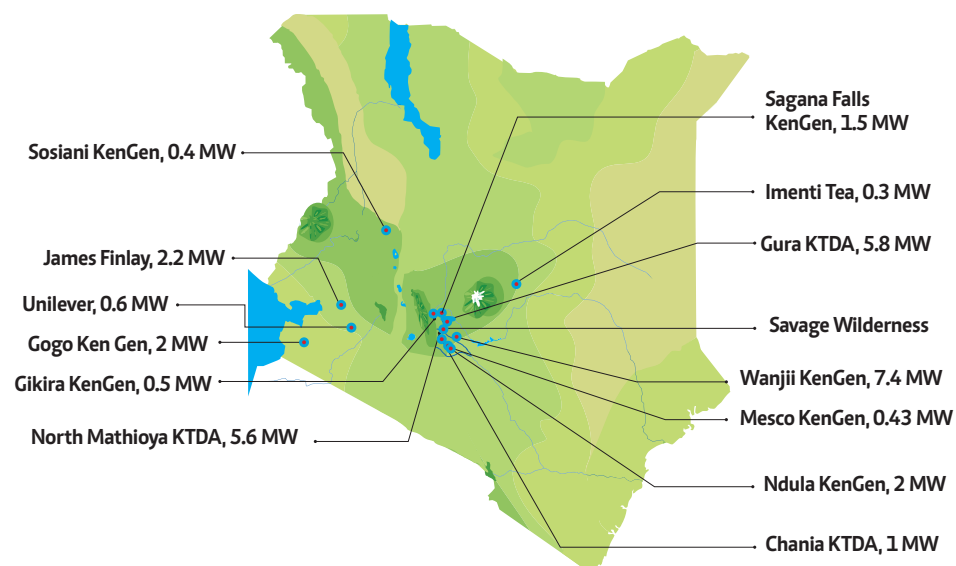 Sagana Falls
KenGen, 1.5 MW
Sosiani KenGen, 0.4 MW
Imenti Tea, 0.3 MW
Gura KTDA, 5.8 MW
James Finlay, 2.2 MW
Unilever, 0.6 MW
Savage Wilderness
Gogo Ken Gen, 2 MW
Wanjii KenGen, 7.4 MW
Gikira KenGen, 0.5 MW
Mesco KenGen, 0.43 MW
North Mathioya KTDA, 5.6 MW
Ndula KenGen, 2 MW
Chania KTDA, 1 MW